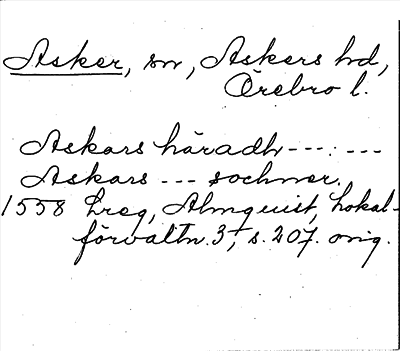 Asker, sn, Askers hd,
Örebro l.
Askars häradh ---:---
Askars --- sochner.
1558 Lreg, Almquist, Lokal-
förvaltn. 3, s. 207. orig.